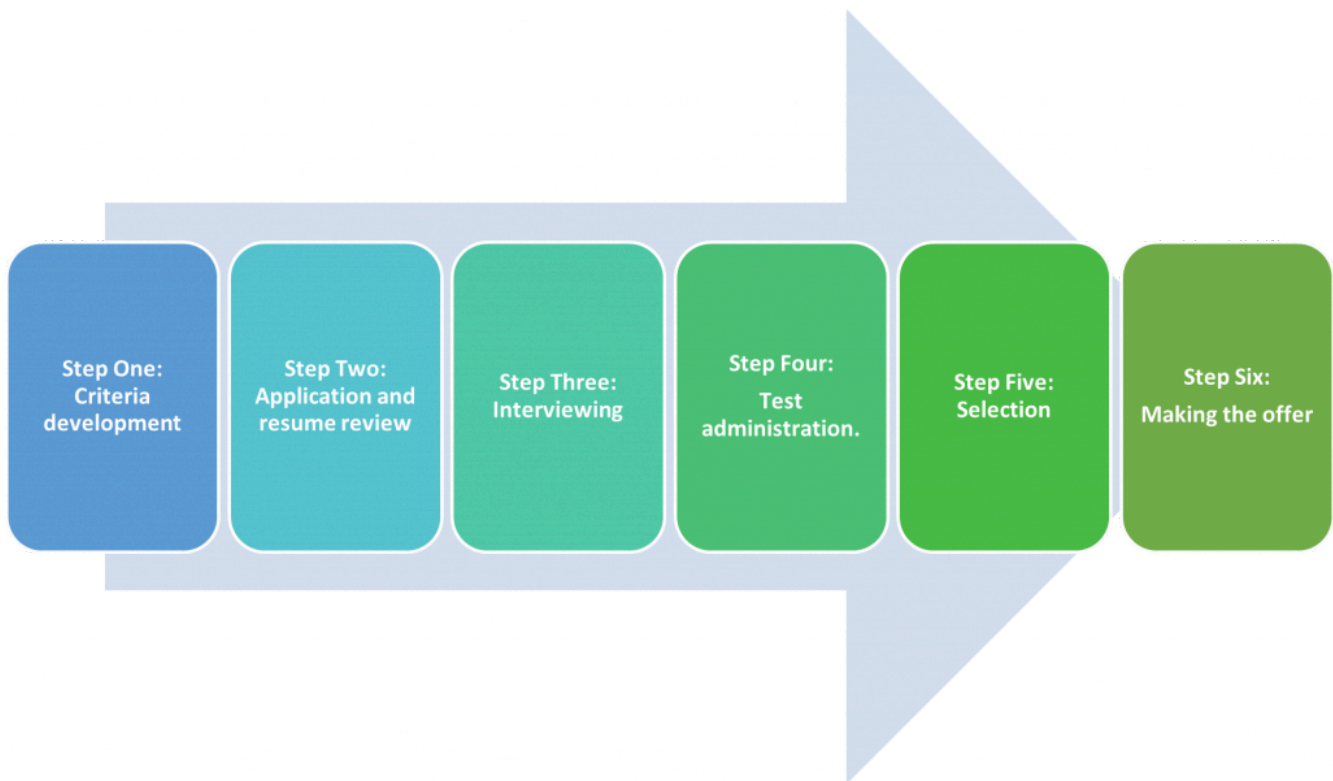 Step One:
Criteria
development
Step Two:
Application and
resume review
Step Three:
Interviewing
Step Four:
Test
administration.
Step Five:
Selection
Step Six:
Making the offer